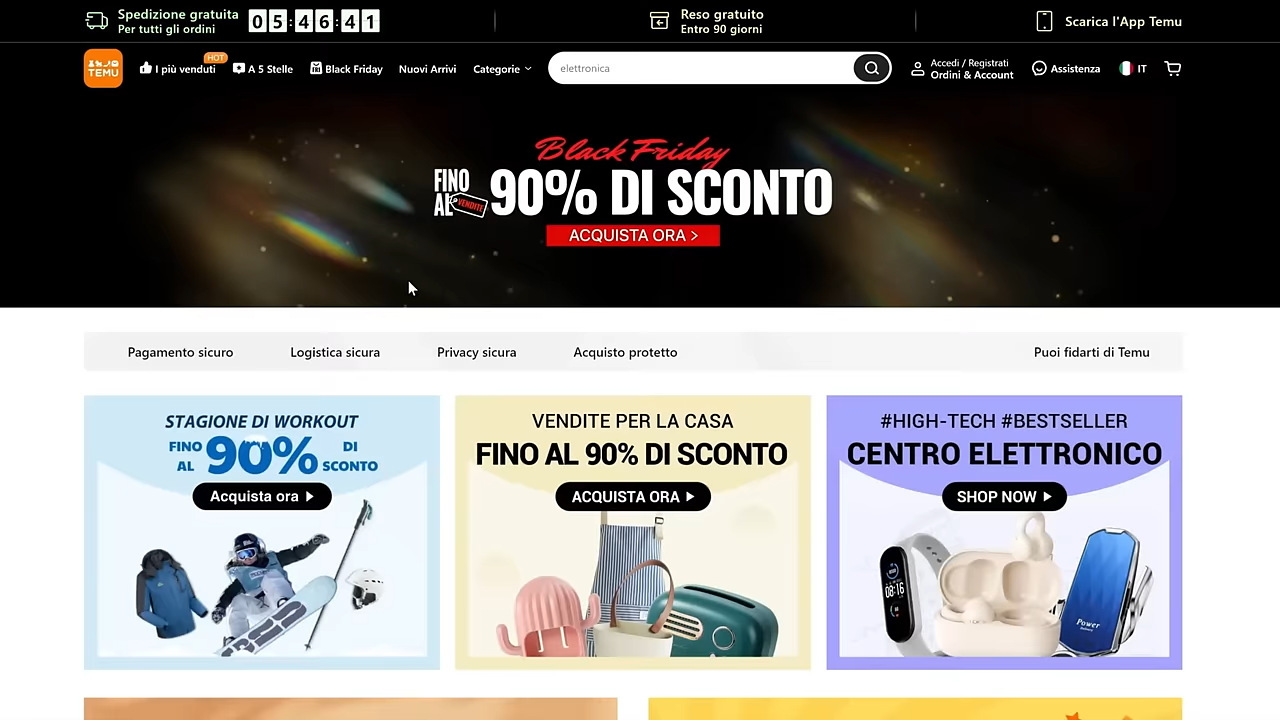 Spedizione gratuita
Per tutti gli ordini
05:46:41
Reso gratuito
Entro 90 giorni
Scarica l'App Temu
TEMU
I più venduti
HOT
A 5 Stelle
Black Friday
Nuovi Arrivi
Categorie
elettronica
Accedi / Registrati
Ordini & Account
Assistenza
IT
Black Friday
FINO
AL
VENDITE
90% DI SCONTO
ACQUISTA ORA >
Pagamento sicuro
Logistica sicura
Privacy sicura
Acquisto protetto
Puoi fidarti di Temu
STAGIONE DI WORKOUT
FINO
AL
90%
DI
SCONTO
Acquista ora
VENDITE PER LA CASA
FINO AL 90% DI SCONTO
ACQUISTA ORA
#HIGH-TECH #BESTSELLER
CENTRO ELETTRONICO
SHOP NOW
08:16
Power